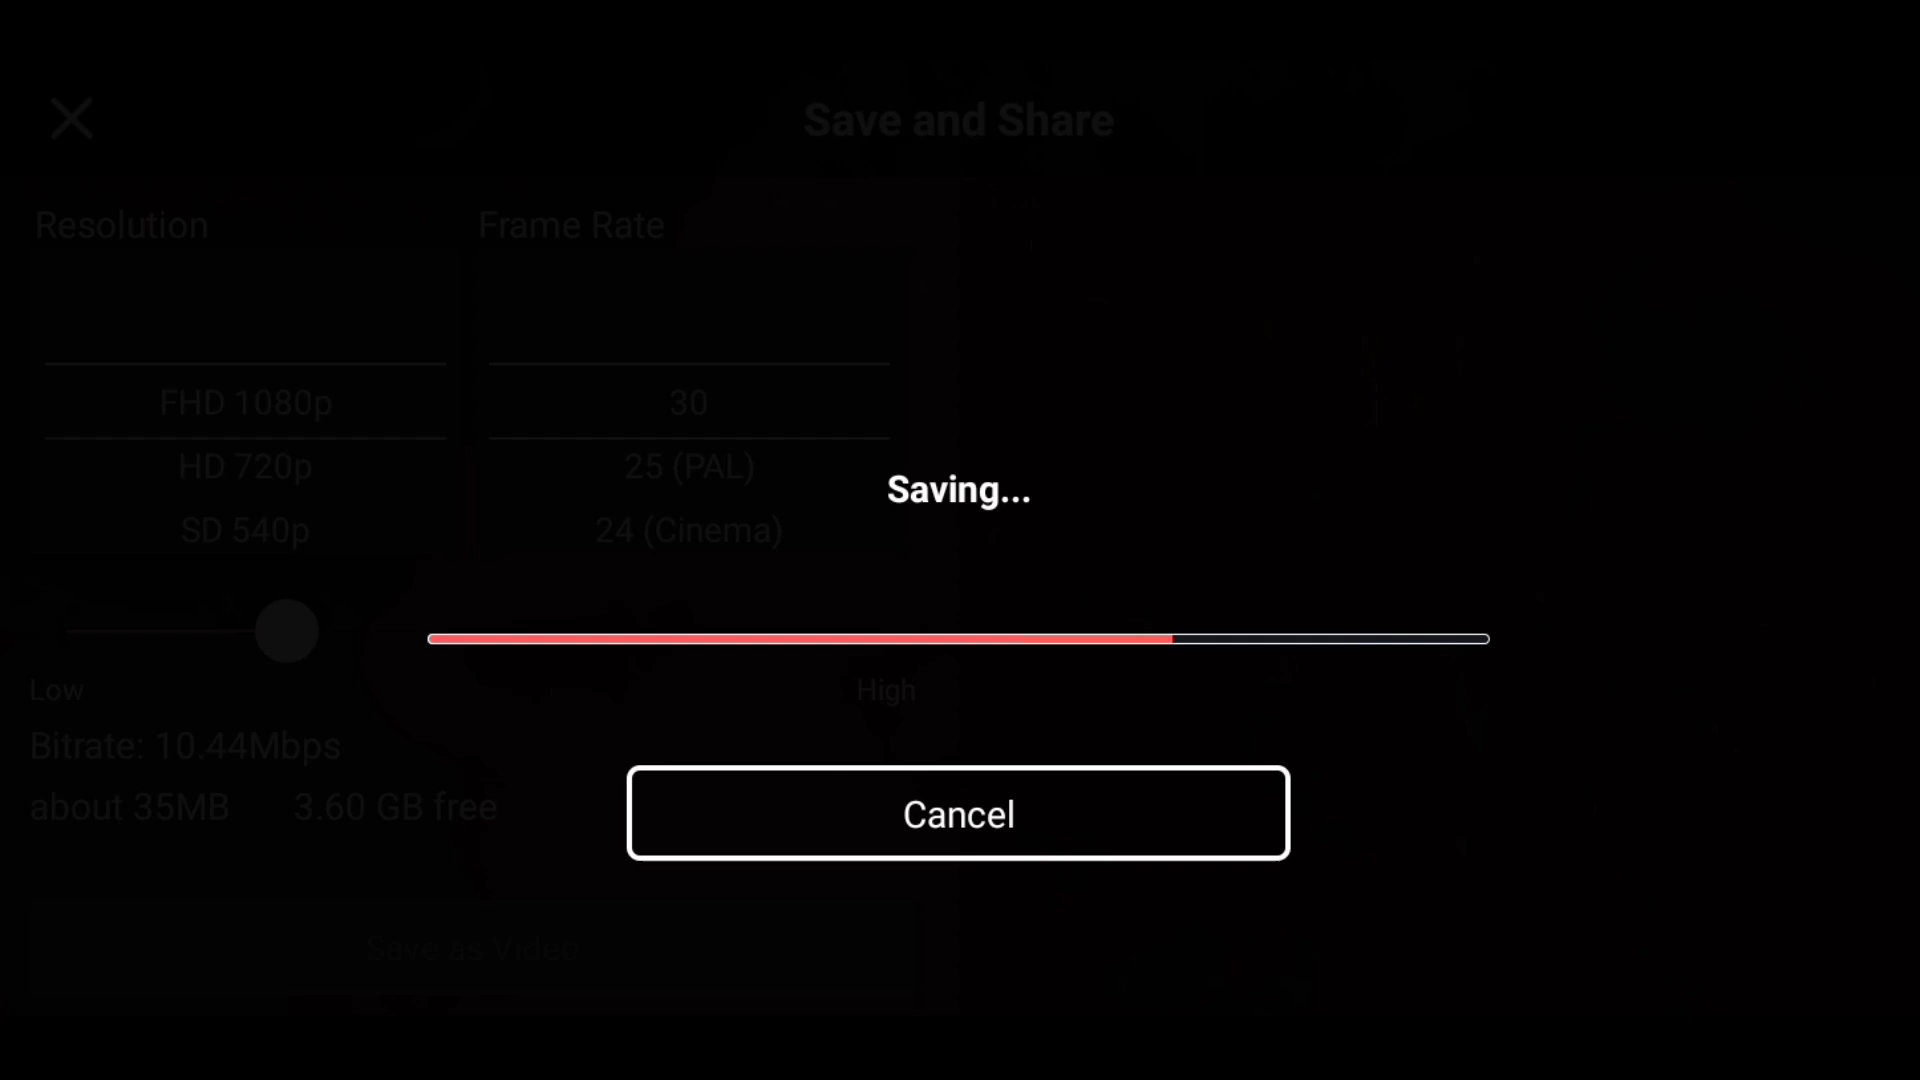 Save and Share
Resolution
Frame Rate
FHD 1080p
30
HD 720p
25 (PAL)
SD 540p
24 (Cinema)
Saving...
Low
High
Bitrate: 10.44Mbps
about 35MB
3.60 GB free
Cancel
Save as Video